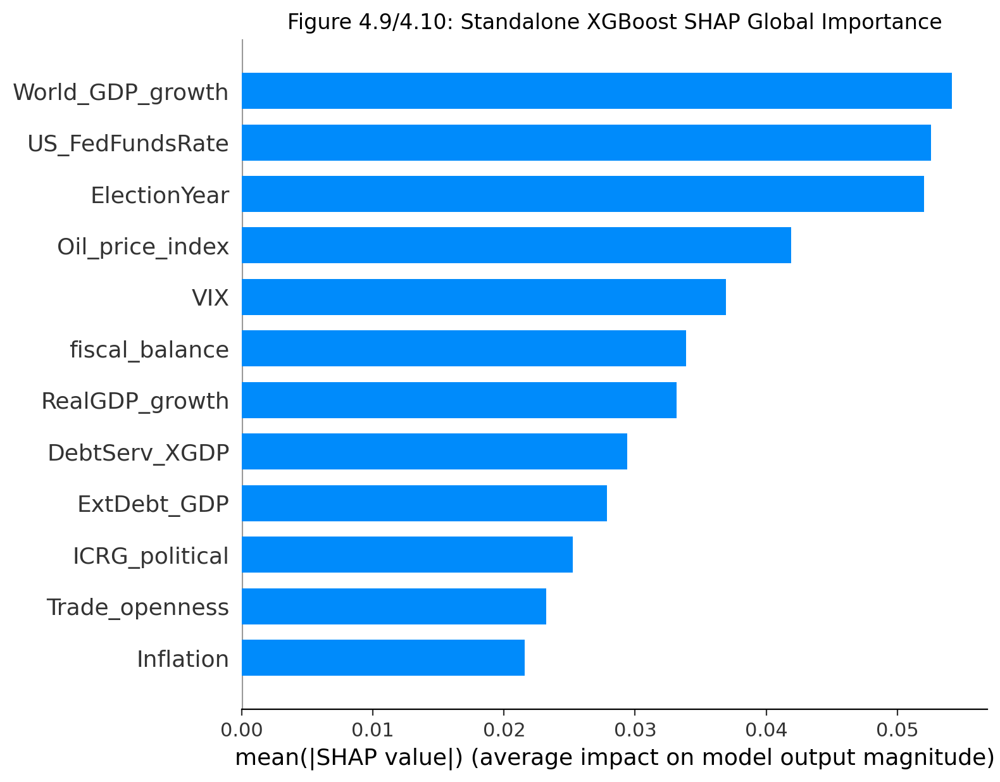 Figure 4.9/4.10: Standalone XGBoost SHAP Global Importance
World_GDP_growth
US_FedFundsRate
ElectionYear
Oil_price_index
VIX
fiscal_balance
RealGDP_growth
DebtServ_XGDP
ExtDebt_GDP
ICRG_political
Trade_openness
Inflation
0.00 0.01 0.02 0.03 0.04 0.05
mean(|SHAP value|) (average impact on model output magnitude)